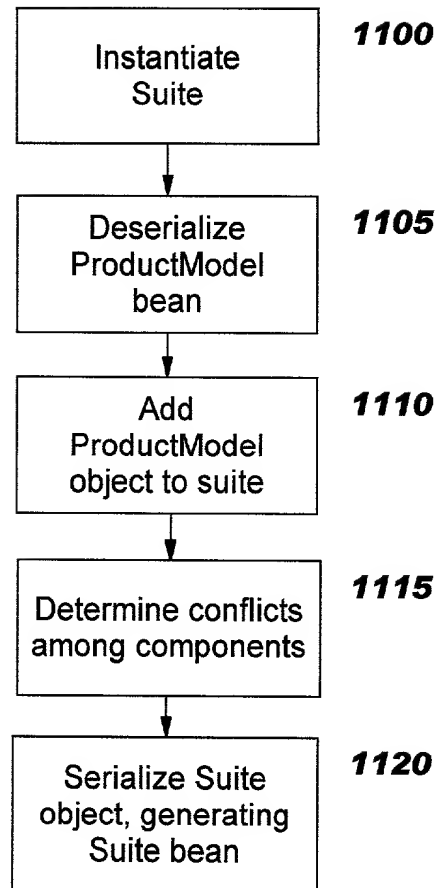 Instantiate
Suite
1100
Deserialize
ProductModel
bean
1105
Add
ProductModel
object to suite
1110
Determine conflicts
among components
1115
Serialize Suite
object, generating
Suite bean
1120